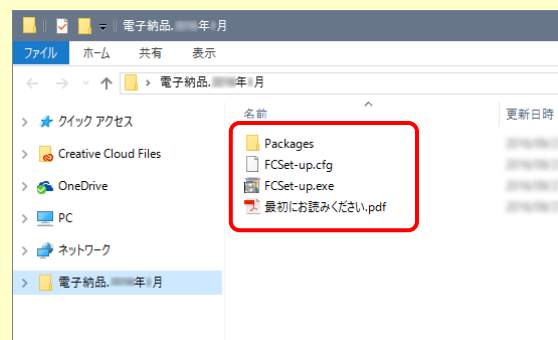 電子納品. 年 月
ファイル ホーム 共有 表示
電子納品. 年 月
名前 更新日時
クイック アクセス
Creative Cloud Files
OneDrive
PC
ネットワーク
電子納品. 年 月
Packages
FCSet-up.cfg
FCSet-up.exe
最初にお読みください.pdf